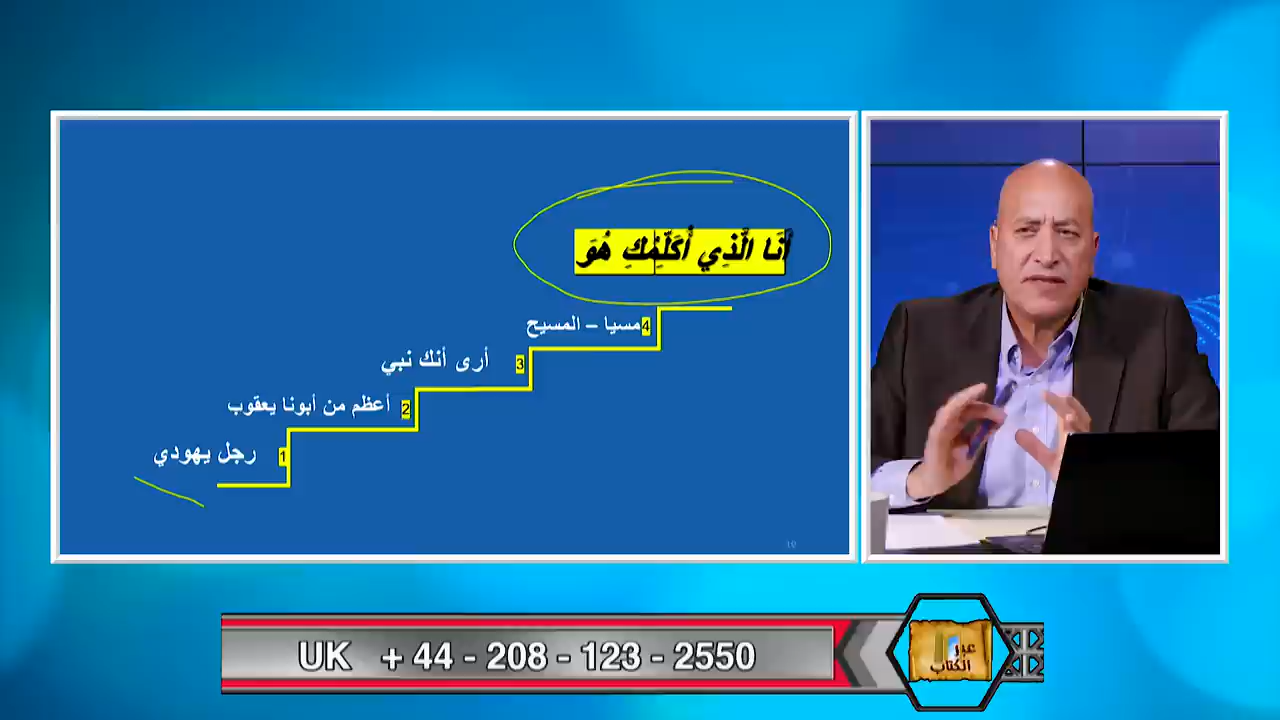 أَنَا الَّذِي أُكَلِّمُكِ هُوَ
4 مسيا – المسيح
3 أرى أنك نبي
2 أعظم من أبونا يعقوب
1 رجل يهودي
19
UK + 44 - 208 - 123 - 2550
عبر
الكتاب